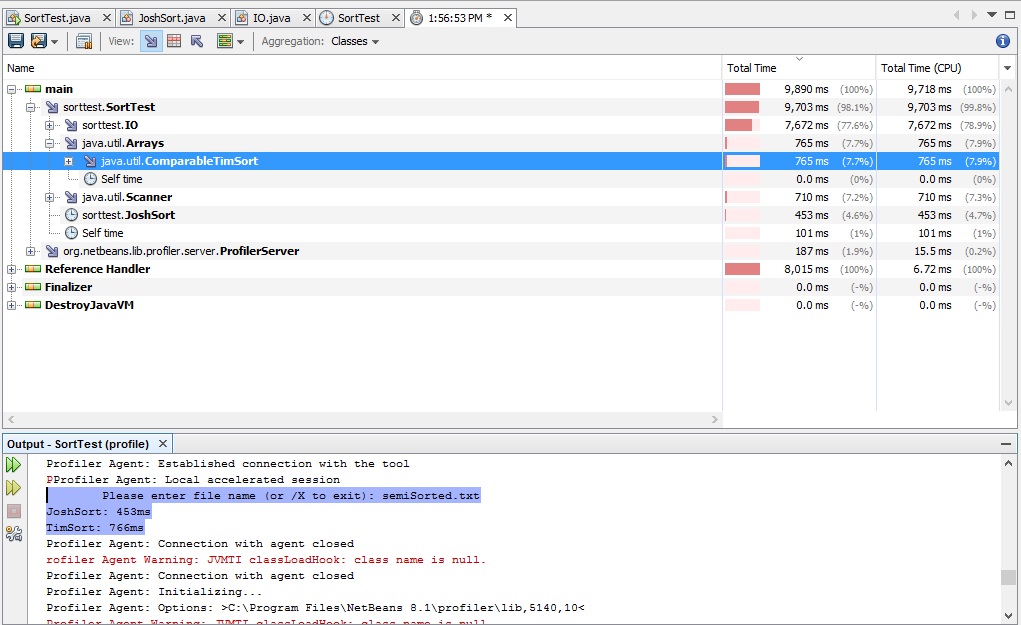 SortTest.java JoshSort.java IO.java SortTest 1:56:53 PM *
View: Aggregation: Classes
Name Total Time Total Time (CPU)
main 9,890 ms (100%) 9,718 ms (100%)
sorttest.SortTest 9,703 ms (98.1%) 9,703 ms (99.8%)
sorttest.IO 7,672 ms (77.6%) 7,672 ms (78.9%)
java.util.Arrays 765 ms (7.7%) 765 ms (7.9%)
java.util.ComparableTimSort 765 ms (7.7%) 765 ms (7.9%)
Self time 0.0 ms (0%) 0.0 ms (0%)
java.util.Scanner 710 ms (7.2%) 710 ms (7.3%)
sorttest.JoshSort 453 ms (4.6%) 453 ms (4.7%)
Self time 101 ms (1%) 101 ms (1%)
org.netbeans.lib.profiler.server.ProfilerServer 187 ms (1.9%) 15.5 ms (0.2%)
Reference Handler 8,015 ms (100%) 6.72 ms (100%)
Finalizer 0.0 ms (-%) 0.0 ms (-%)
DestroyJavaVM 0.0 ms (-%) 0.0 ms (-%)
Output - SortTest (profile)
Profiler Agent: Established connection with the tool
PProfiler Agent: Local accelerated session
Please enter file name (or /X to exit): semiSorted.txt
JoshSort: 453ms
TimSort: 766ms
Profiler Agent: Connection with agent closed
rofiler Agent Warning: JVMTI classLoadHook: class name is null.
Profiler Agent: Connection with agent closed
Profiler Agent: Initializing...
Profiler Agent: Options: >C:\Program Files\NetBeans 8.1\profiler\lib,5140,10<
Profiler Agent Warning: JVMTI classLoadHook: class name is null.